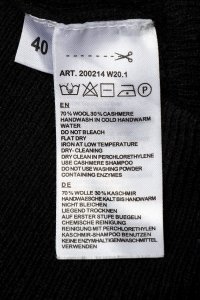 40
ART. 200214 W20.1
EN
70% WOOL 30% CASHMERE
HANDWASH IN COLD HANDWARM
WATER
DO NOT BLEACH
FLAT DRY
IRON AT LOW TEMPERATURE
DRY- CLEANING
DRY CLEAN IN PERCHLORETHYLENE
USE CASHMERE SHAMPOO
DO NOT USE WASHING POWDER
CONTAINING ENZYMES
DE
70% WOLLE 30% KASCHMIR
HANDWAESCHE KALT BIS HANDWARM
NICHT BLEICHEN
LIEGEND TROCKNEN
AUF ERSTER STUFE BUEGELN
CHEMISCHE REINIGUNG
REINIGUNG MIT PERCHLORETHYLEN
KASCHMIR-SHAMPOO BENUTZEN
KEINE ENZYMHALTIGEN WASCHMITTEL
VERWENDEN